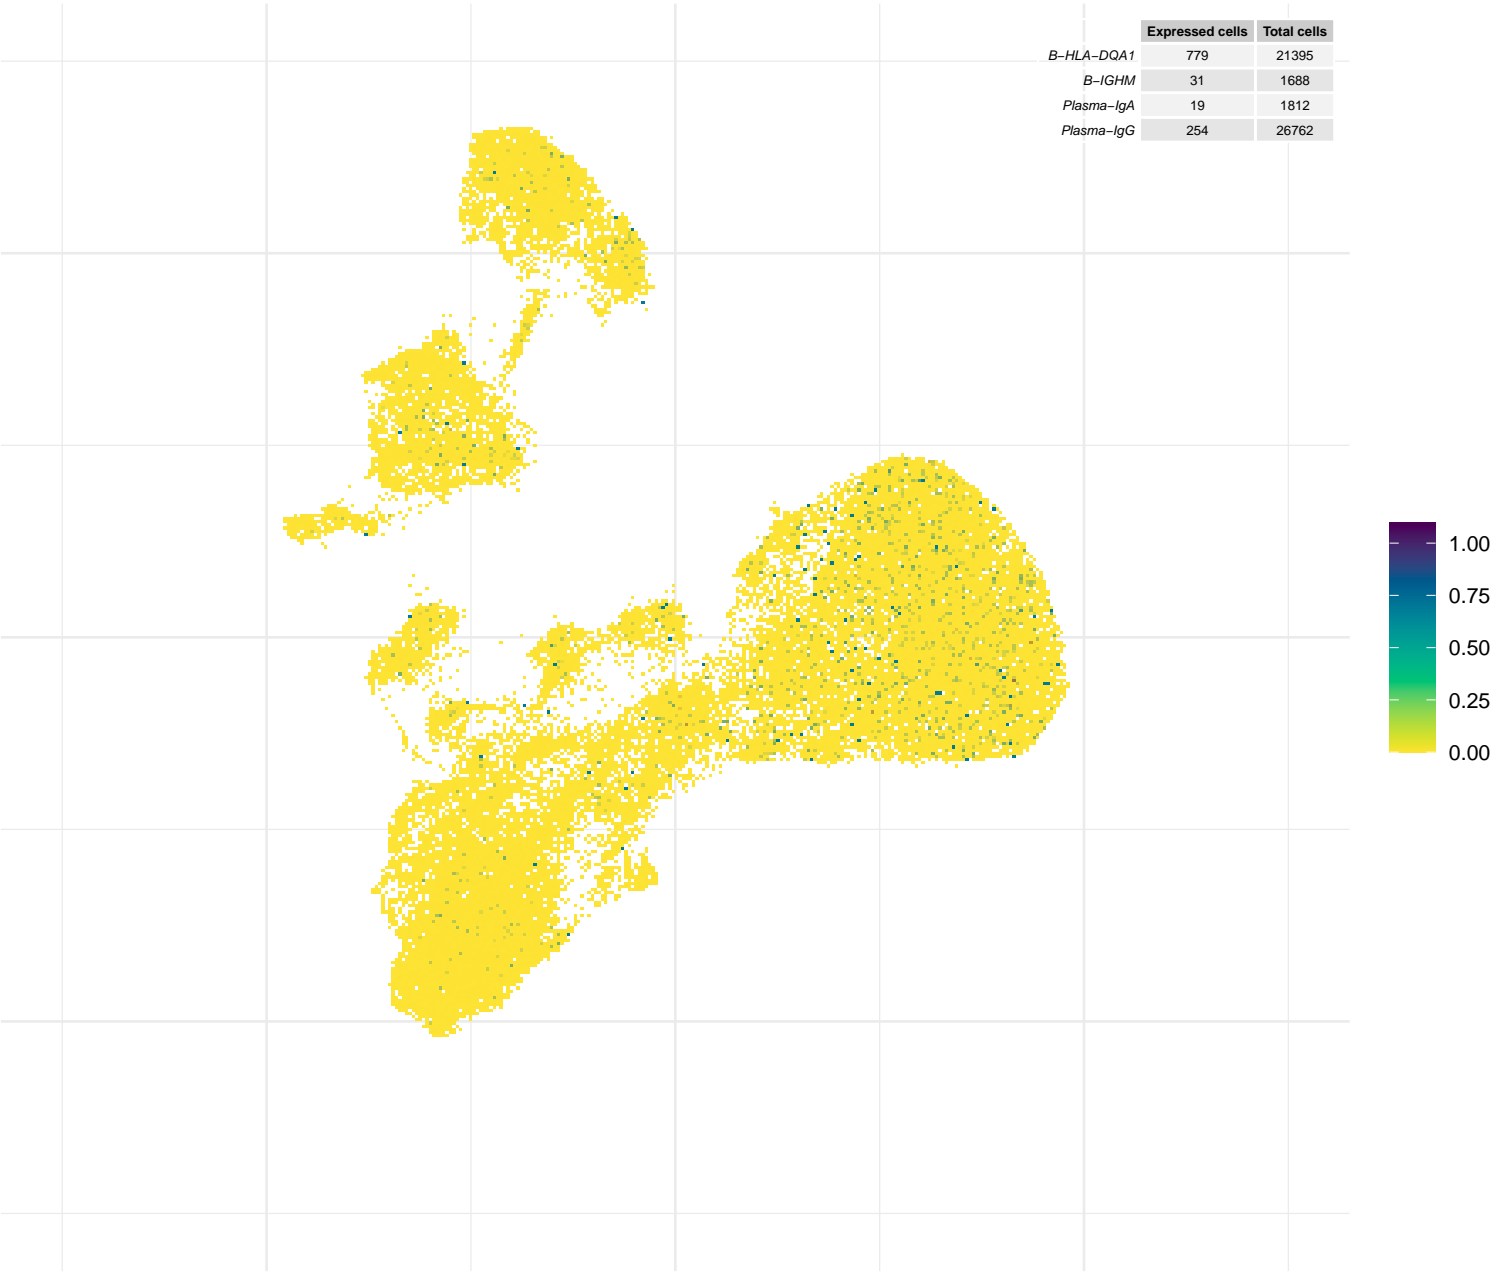 Expressed cells Total cells
B−HLA−DQA1 779 21395
B−IGHM 31 1688
Plasma−IgA 19 1812
Plasma−IgG 254 26762
1.00
0.75
0.50
0.25
0.00